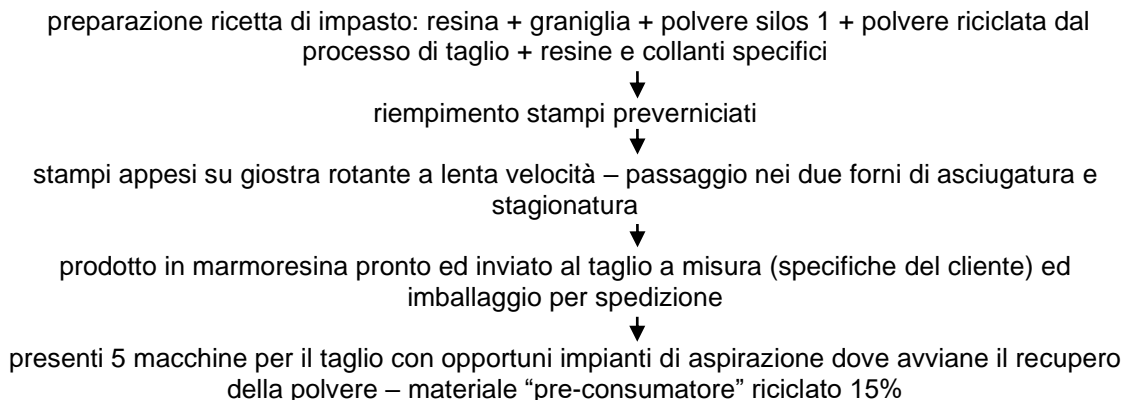 preparazione ricetta di impasto: resina + graniglia + polvere silos 1 + polvere riciclata dal
processo di taglio + resine e collanti specifici
riempimento stampi preverniciati
stampi appesi su giostra rotante a lenta velocità – passaggio nei due forni di asciugatura e
stagionatura
prodotto in marmoresina pronto ed inviato al taglio a misura (specifiche del cliente) ed
imballaggio per spedizione
presenti 5 macchine per il taglio con opportuni impianti di aspirazione dove avviane il recupero
della polvere – materiale “pre-consumatore” riciclato 15%